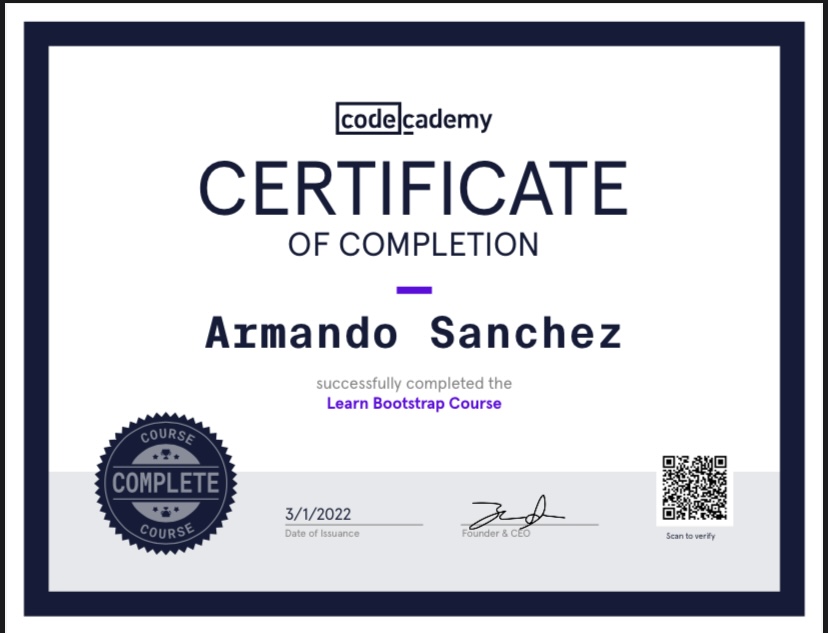 codecademy
CERTIFICATE
OF COMPLETION
Armando Sanchez
successfully completed the
Learn Bootstrap Course
COURSE
COMPLETE
COURSE
3/1/2022
Date of Issuance
Founder & CEO
Scan to verify